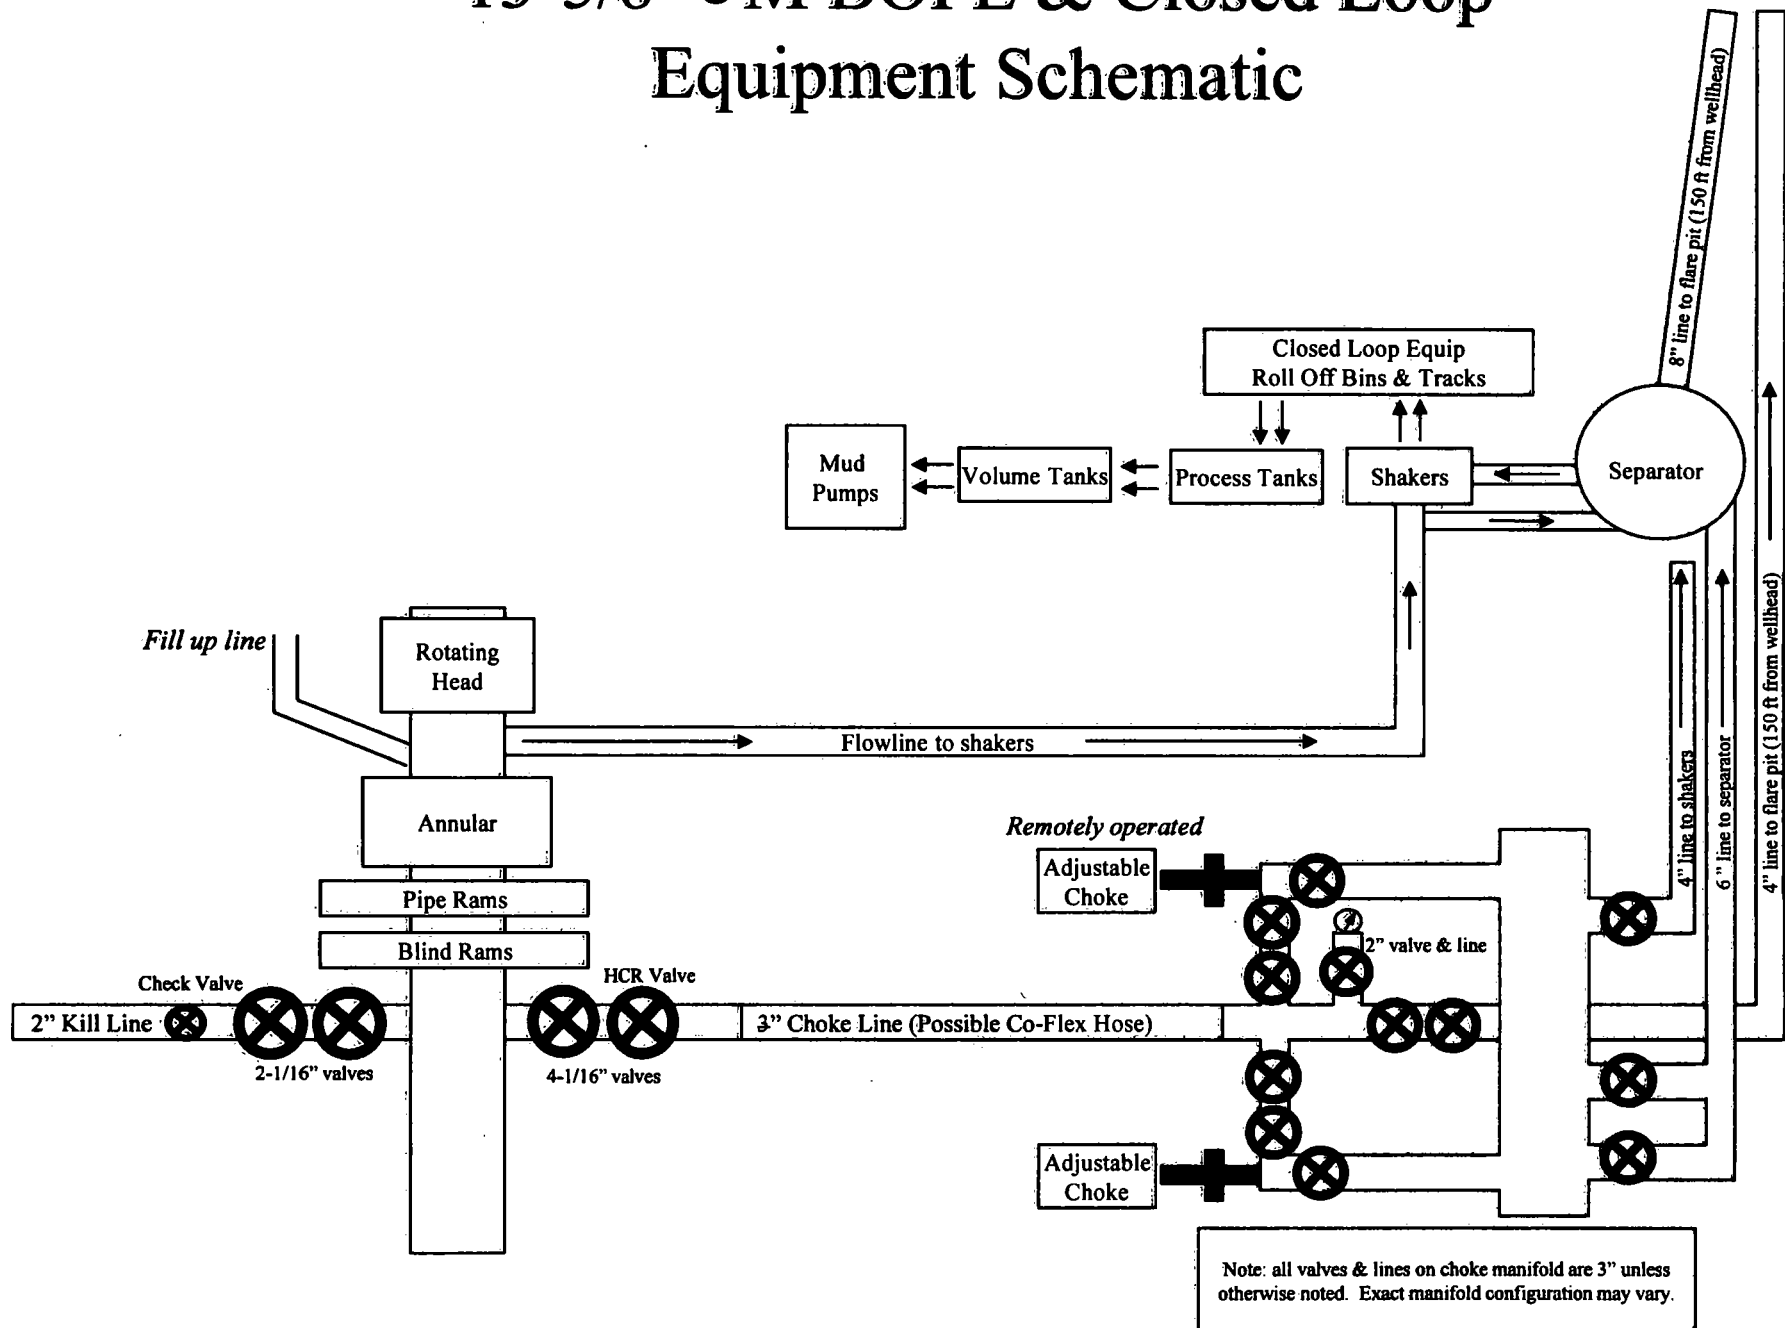 BOPE & Closed Loop
Equipment Schematic
8" line to flare pit (150 ft from wellhead)
Closed Loop Equip
Roll Off Bins & Tracks
Mud
Pumps
Volume Tanks
Process Tanks
Shakers
Separator
Fill up line
Rotating
Head
Flowline to shakers
Annular
Pipe Rams
Blind Rams
Check Valve
HCR Valve
2" Kill Line
3" Choke Line (Possible Co-Flex Hose)
2-1/16" valves
4-1/16" valves
Remotely operated
Adjustable
Choke
2" valve & line
4" line to shakers
6" line to separator
4" line to flare pit (150 ft from wellhead)
Adjustable
Choke
Note: all valves & lines on choke manifold are 3" unless
otherwise noted. Exact manifold configuration may vary.